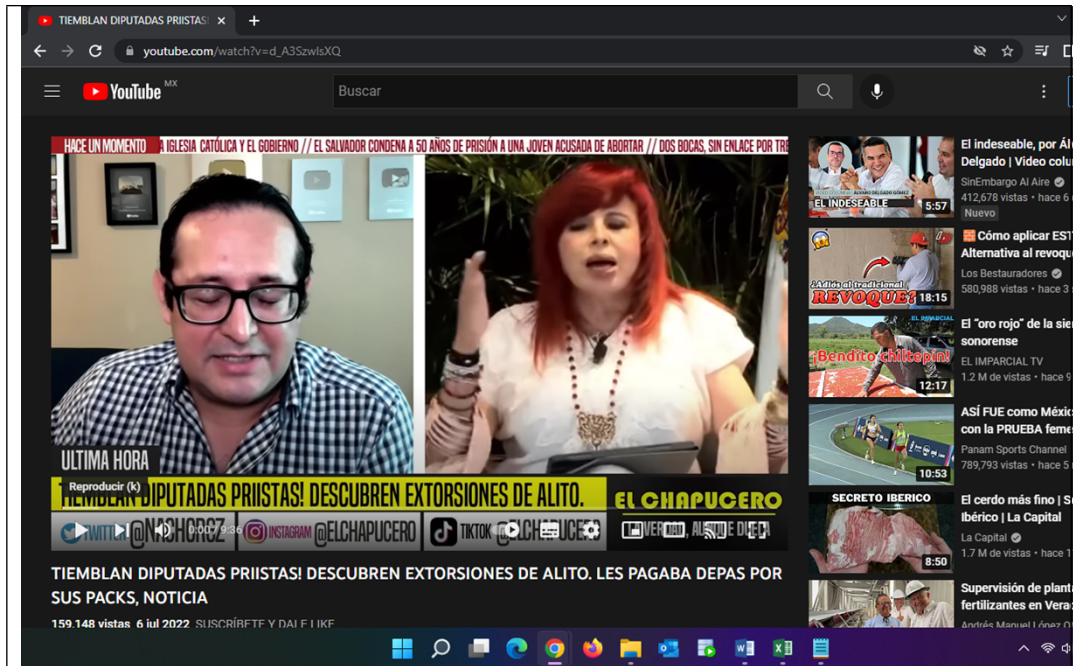 TIEMBLAN DIPUTADAS PRIISTAS
youtube.com/watch?v=d_A3SzwIsXQ
YouTube MX
Buscar
HACE UN MOMENTO A IGLESIA CATÓLICA Y EL GOBIERNO // EL SALVADOR CONDENA A 50 AÑOS DE PRISIÓN A UNA JOVEN ACUSADA DE ABORTAR // DOS BOCAS, SIN ENLACE POR TRE
ULTIMA HORA
Reproducir (k)
TIEMBLAN DIPUTADAS PRIISTAS! DESCUBREN EXTORSIONES DE ALITO.
EL CHAPUCERO
TWITTER
INSTAGRAM @ELCHAPUCERO
TIKTOK
0:00 / 9:36
TIEMBLAN DIPUTADAS PRIISTAS! DESCUBREN EXTORSIONES DE ALITO. LES PAGABA DEPAS POR
SUS PACKS, NOTICIA
159,148 vistas 6 jul 2022 SUSCRÍBETE Y DALE LIKE
EL INDESEABLE
5:57
El indeseable, por Ál
Delgado | Video colu
SinEmbargo Al Aire
412,678 vistas • hace 6
Nuevo
¿Adiós al tradicional
REVOQUE?
18:15
Cómo aplicar EST
Alternativa al revoqu
Los Bestauradores
580,988 vistas • hace 3
EL IMPARCIAL
¡Bendito chiltepín!
12:17
El “oro rojo” de la sie
sonorense
EL IMPARCIAL TV
1.2 M de vistas • hace 9
10:53
ASÍ FUE como Méxic
con la PRUEBA feme
Panam Sports Channel
789,793 vistas • hace 5
SECRETO IBERICO
8:50
El cerdo más fino | S
Ibérico | La Capital
La Capital
1.7 M de vistas • hace 1
Supervisión de plant
fertilizantes en Vera
Andrés Manuel López O